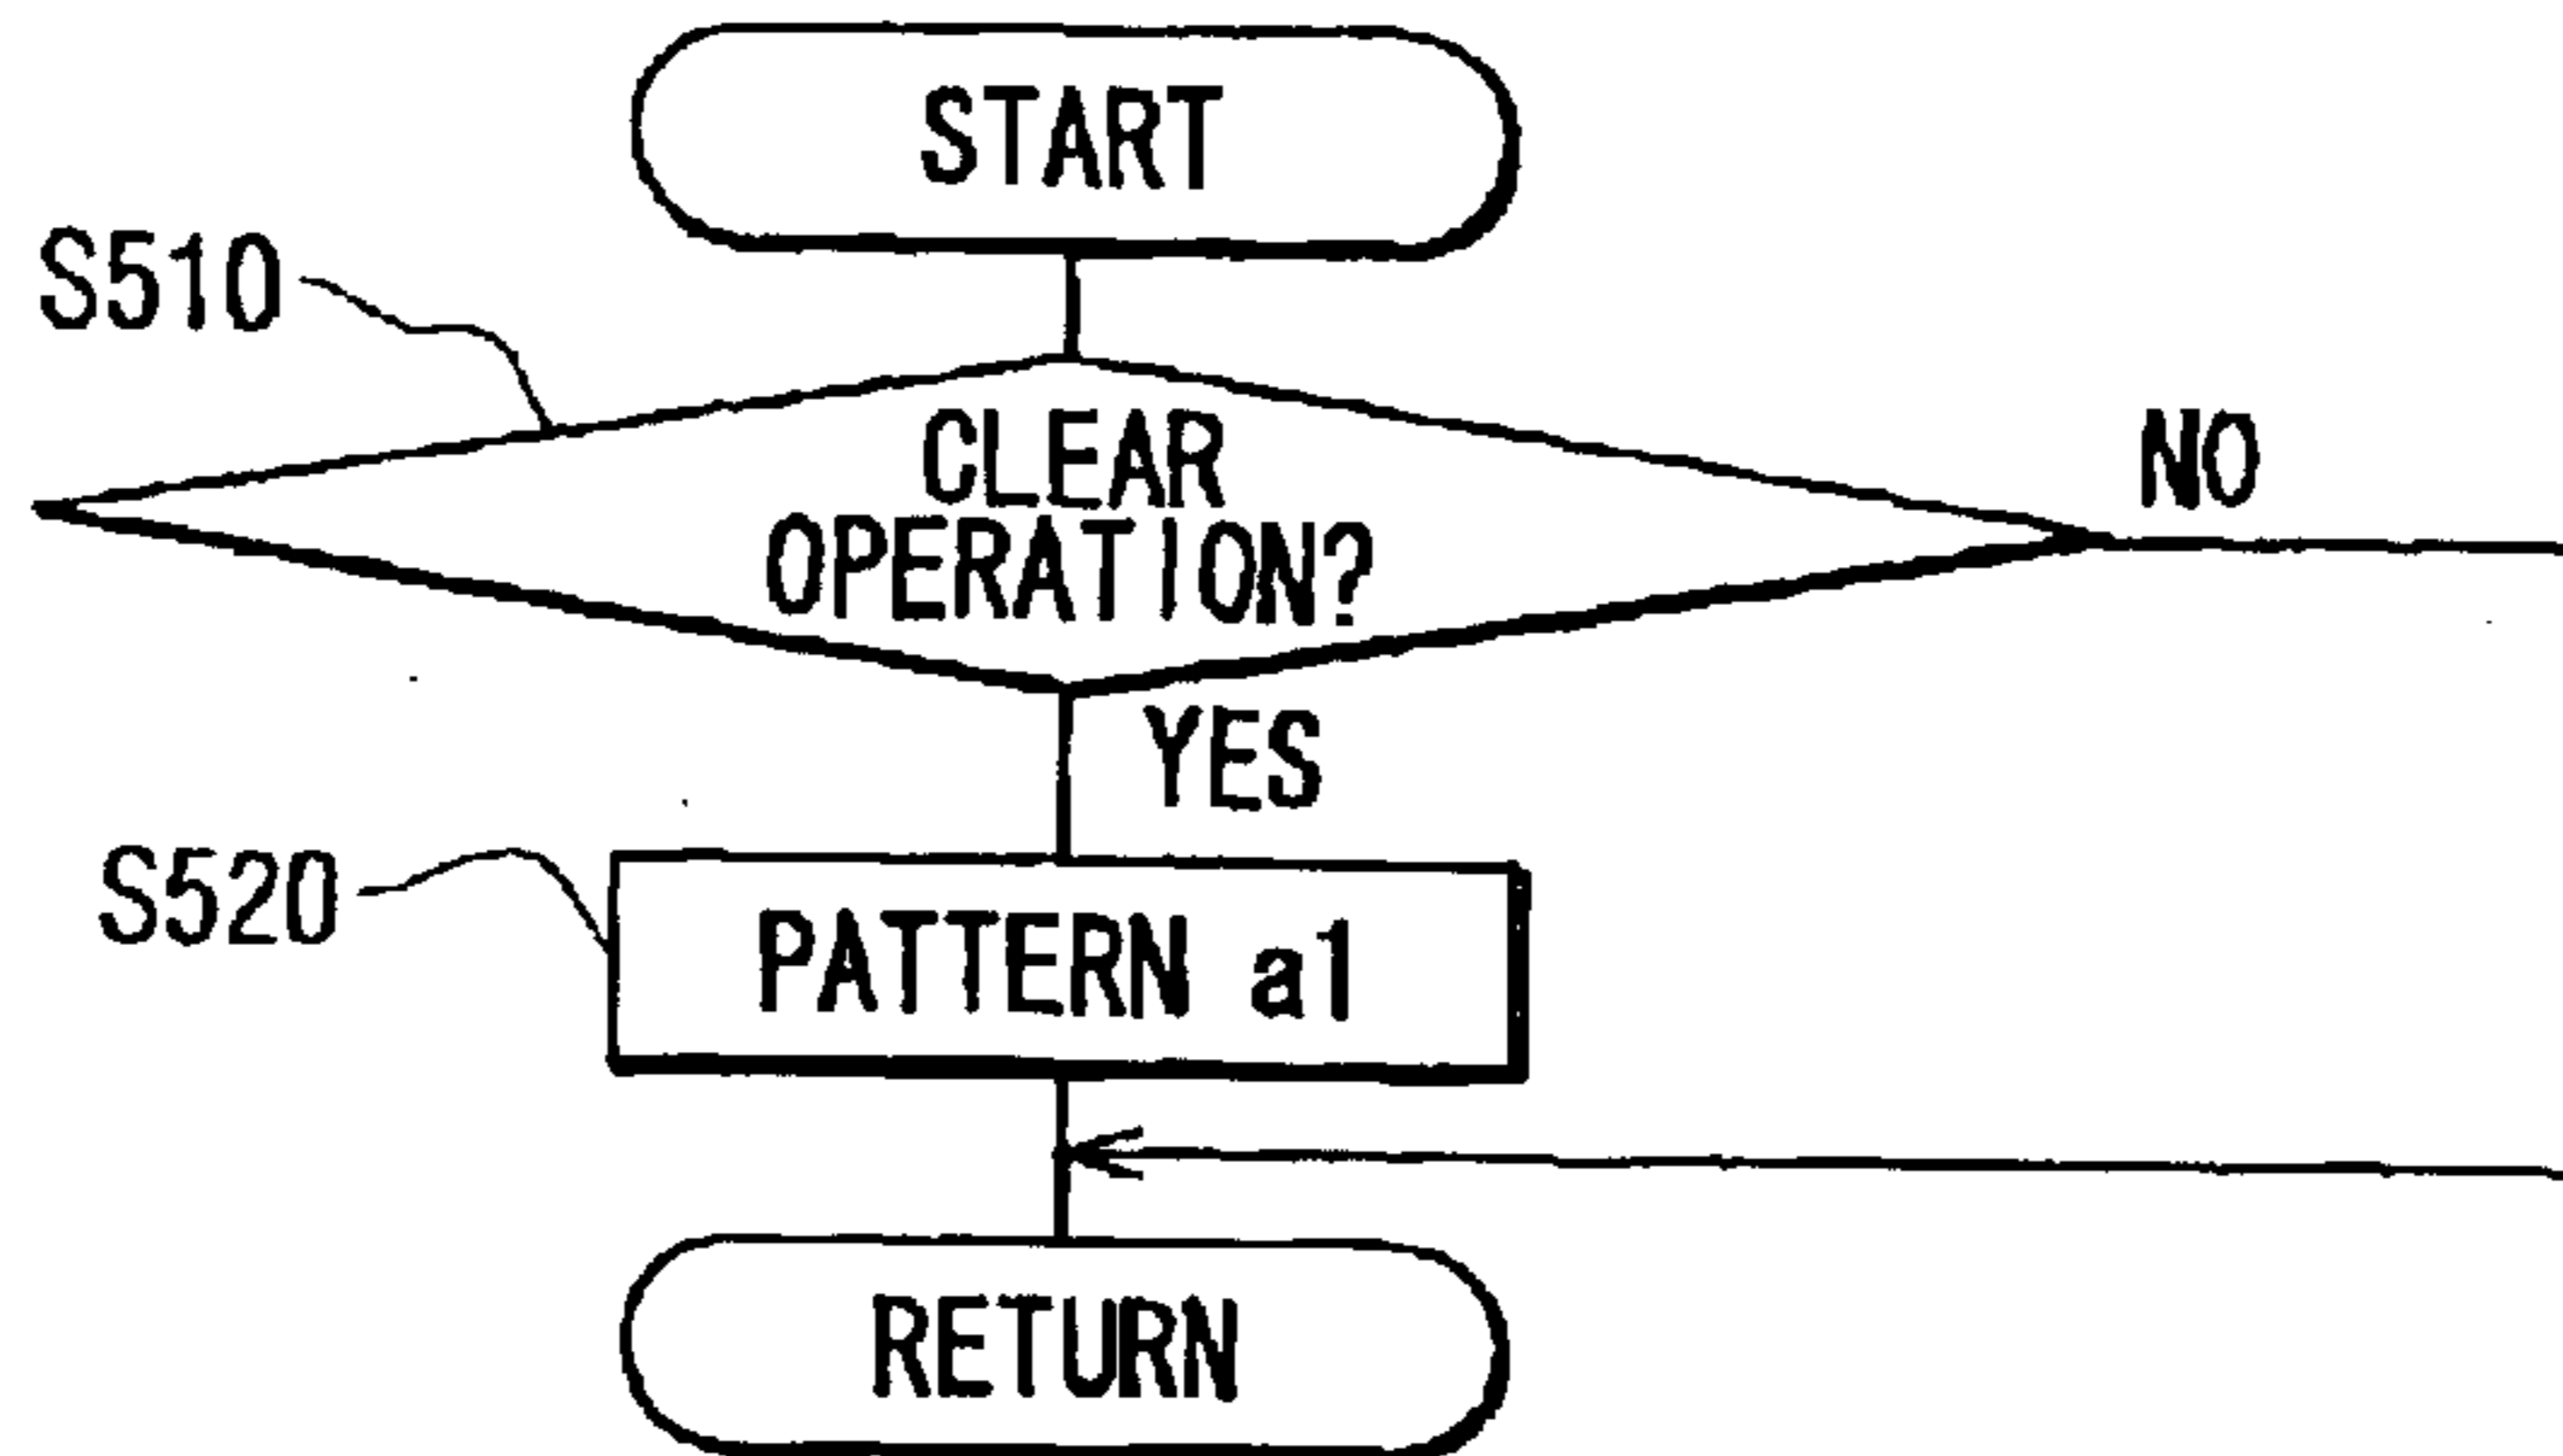 START
S510
CLEAR
OPERATION?
NO
YES
S520
PATTERN a1
RETURN